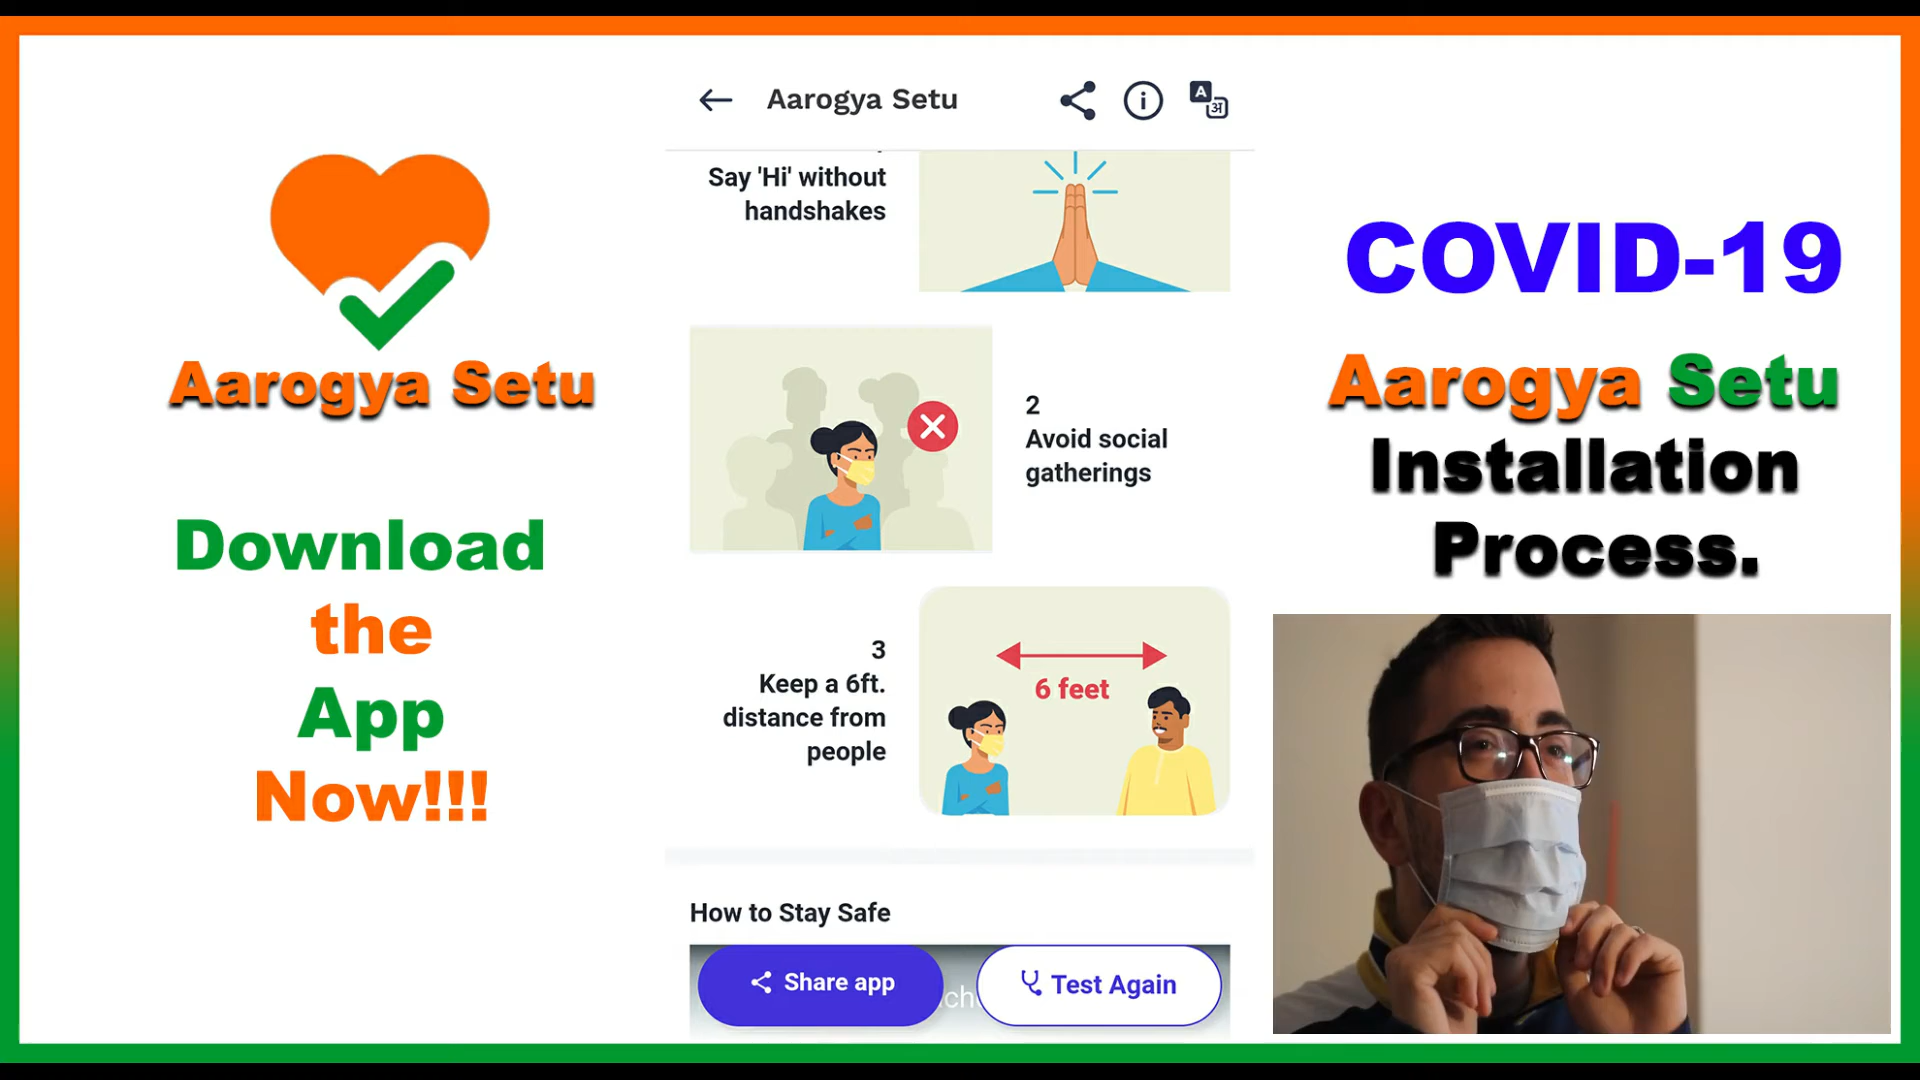 Aarogya Setu
Download
the
App
Now!!!
Aarogya Setu
A
अ
Say 'Hi' without
handshakes
2
Avoid social
gatherings
3
Keep a 6ft.
distance from
people
6 feet
How to Stay Safe
Share app
Test Again
COVID-19
Aarogya Setu
Installation
Process.